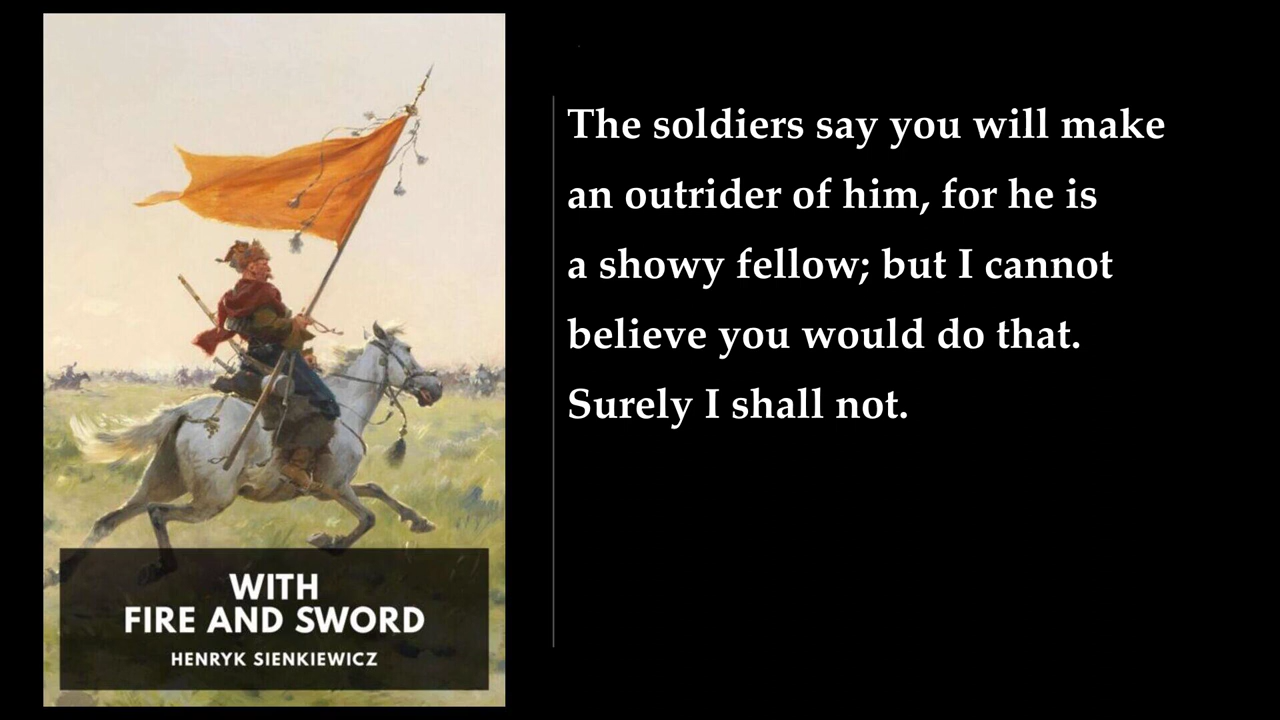 WITH
FIRE AND SWORD
HENRYK SIENKIEWICZ
The soldiers say you will make
an outrider of him, for he is
a showy fellow; but I cannot
believe you would do that.
Surely I shall not.